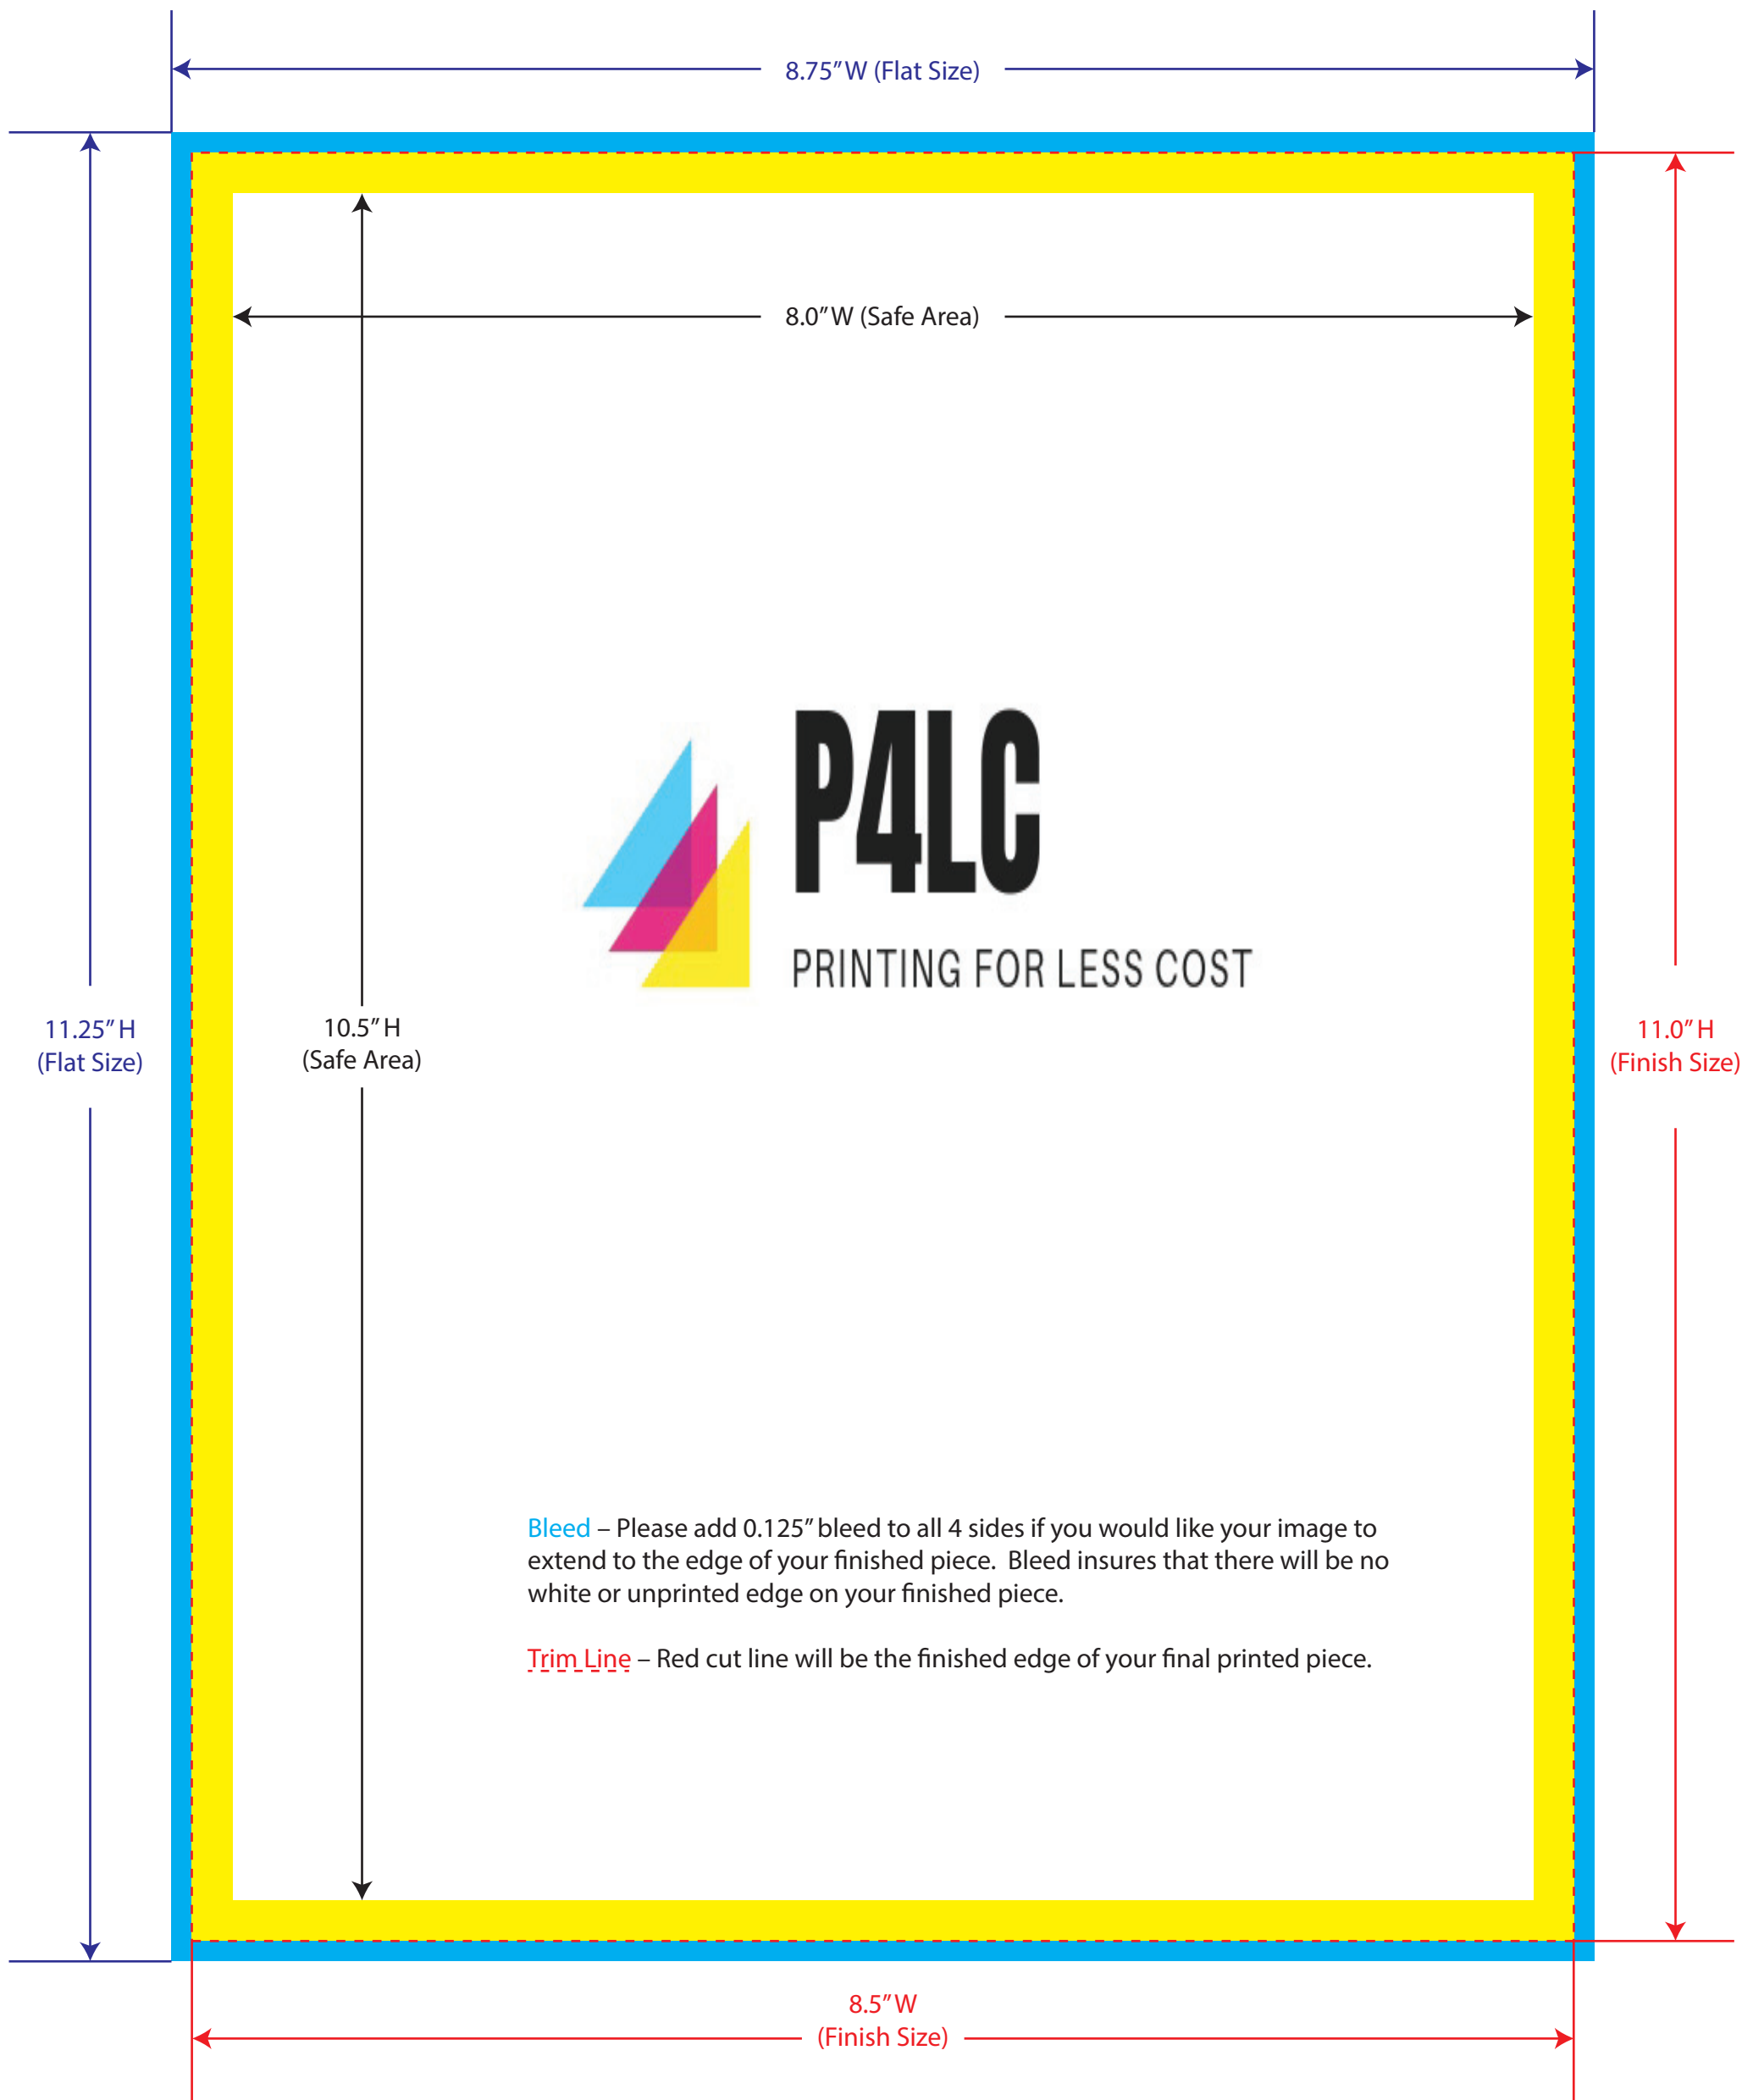 8.75” W (Flat Size)
8.0” W (Safe Area)
P4LC
PRINTING FOR LESS COST
11.25” H
(Flat Size)
10.5” H
(Safe Area)
11.0” H
(Finish Size)
Bleed – Please add 0.125” bleed to all 4 sides if you would like your image to
extend to the edge of your finished piece.  Bleed insures that there will be no
white or unprinted edge on your finished piece.
Trim Line – Red cut line will be the finished edge of your final printed piece.
8.5” W
(Finish Size)